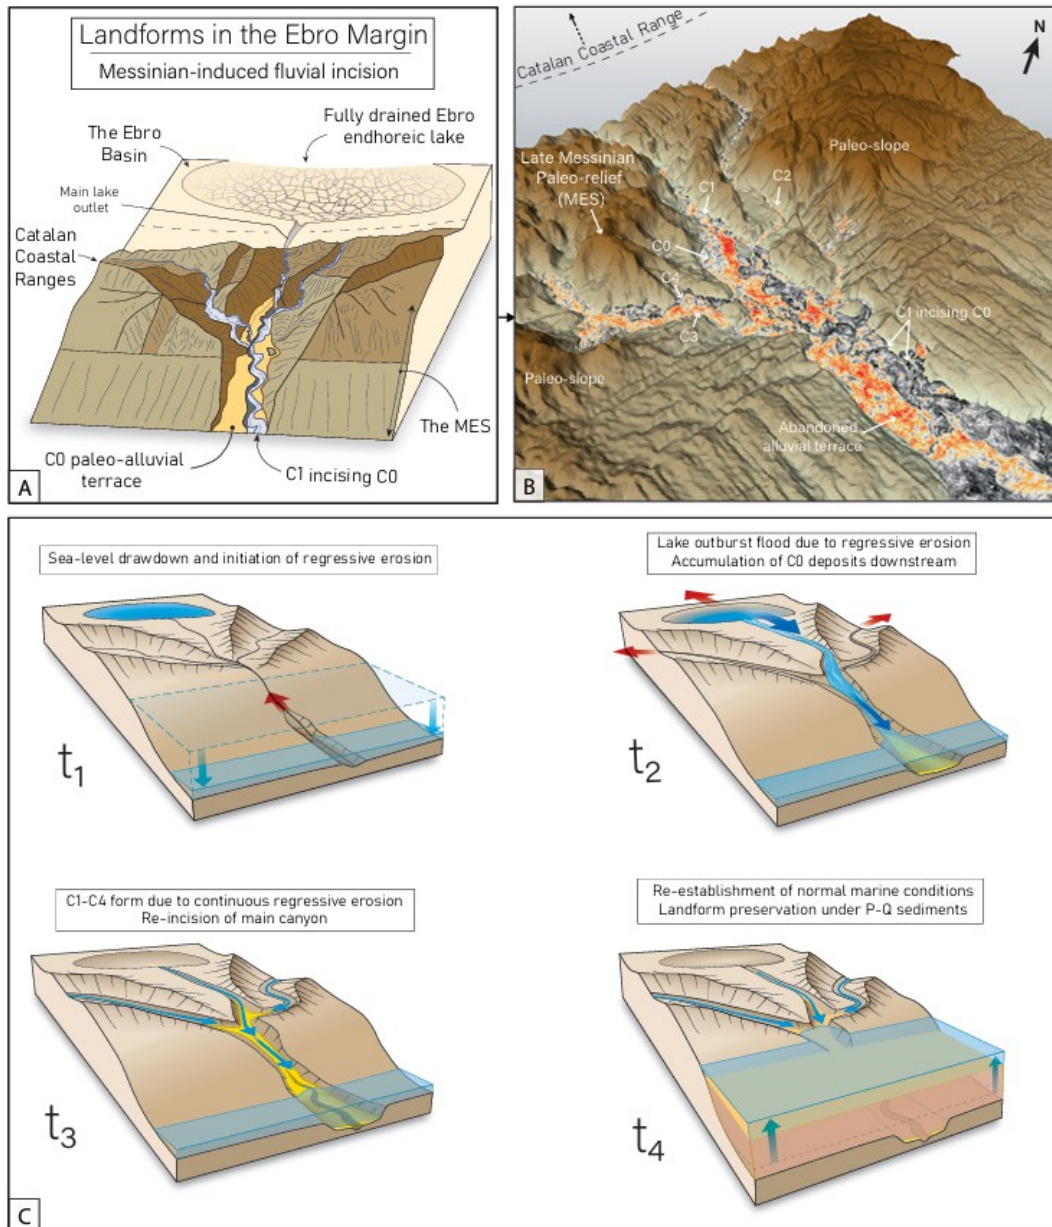 Landforms in the Ebro Margin
Messinian-induced fluvial incision
The Ebro
Basin
Fully drained Ebro
endhoreic lake
Main lake
outlet
Catalan
Coastal
Ranges
The MES
C0 paleo-alluvial
terrace
C1 incising C0
A
Catalan Coastal Range
N
Paleo-slope
Late Messinian
Paleo-relief
(MES)
C1
C2
C0
C4
C3
C1 incising C0
Paleo-slope
Abandoned
alluvial terrace
B
Sea-level drawdown and initiation of regressive erosion
t1
Lake outburst flood due to regressive erosion
Accumulation of C0 deposits downstream
t2
C1-C4 form due to continuous regressive erosion
Re-incision of main canyon
t3
Re-establishment of normal marine conditions
Landform preservation under P-Q sediments
t4
C